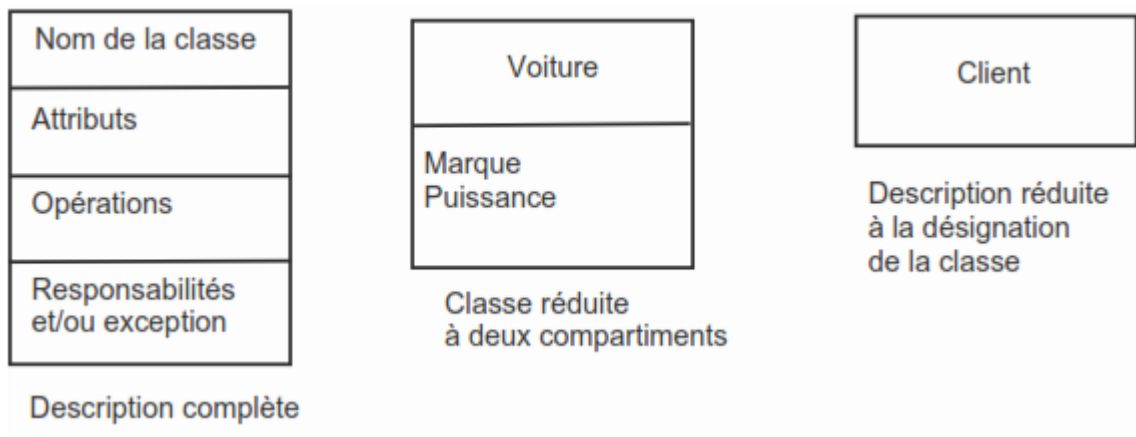 Nom de la classe
Attributs
Opérations
Responsabilités
et/ou exception
Description complète
Voiture
Marque
Puissance
Classe réduite
à deux compartiments
Client
Description réduite
à la désignation
de la classe